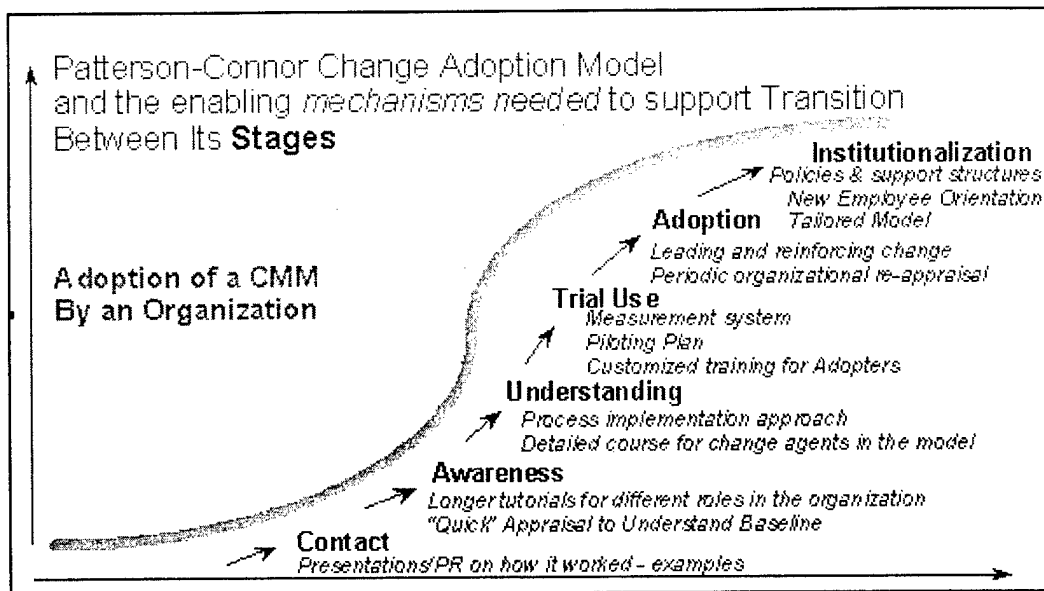 Patterson-Connor Change Adoption Model
and the enabling mechanisms needed to support Transition
Between Its Stages
Institutionalization
Policies & support structures
New Employee Orientation
Tailored Model
Adoption
Leading and reinforcing change
Periodic organizational re-appraisal
Adoption of a CMM
By an Organization
Trial Use
Measurement system
Piloting Plan
Customized training for Adopters
Understanding
Process implementation approach
Detailed course for change agents in the model
Awareness
Longer tutorials for different roles in the organization
"Quick" Appraisal to Understand Baseline
Contact
Presentations/PR on how it worked - examples